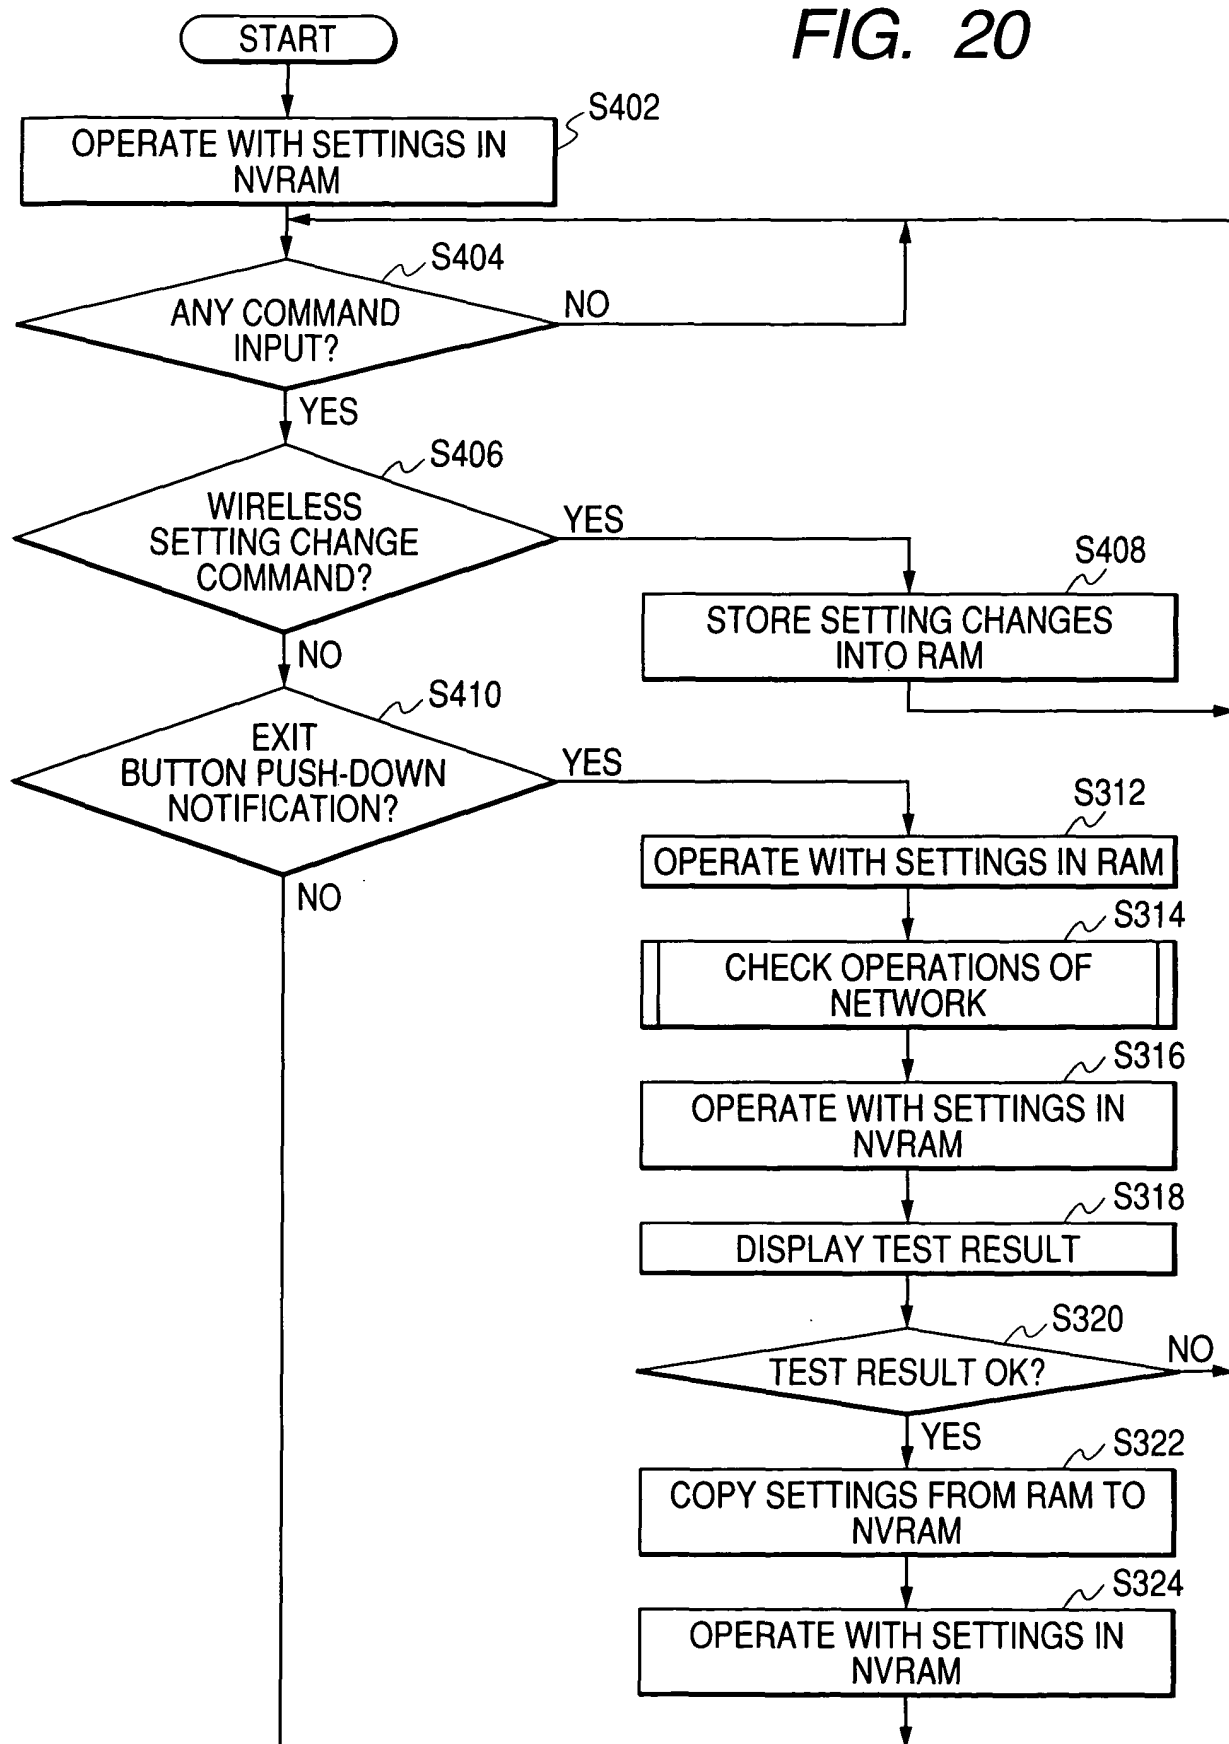 FIG. 20
START
S402
OPERATE WITH SETTINGS IN
NVRAM
S404
ANY COMMAND
INPUT?
NO
YES
S406
WIRELESS
SETTING CHANGE
COMMAND?
YES
S408
STORE SETTING CHANGES
INTO RAM
NO
S410
EXIT
BUTTON PUSH-DOWN
NOTIFICATION?
YES
NO
S312
OPERATE WITH SETTINGS IN RAM
S314
CHECK OPERATIONS OF
NETWORK
S316
OPERATE WITH SETTINGS IN
NVRAM
S318
DISPLAY TEST RESULT
S320
TEST RESULT OK?
NO
YES
S322
COPY SETTINGS FROM RAM TO
NVRAM
S324
OPERATE WITH SETTINGS IN
NVRAM